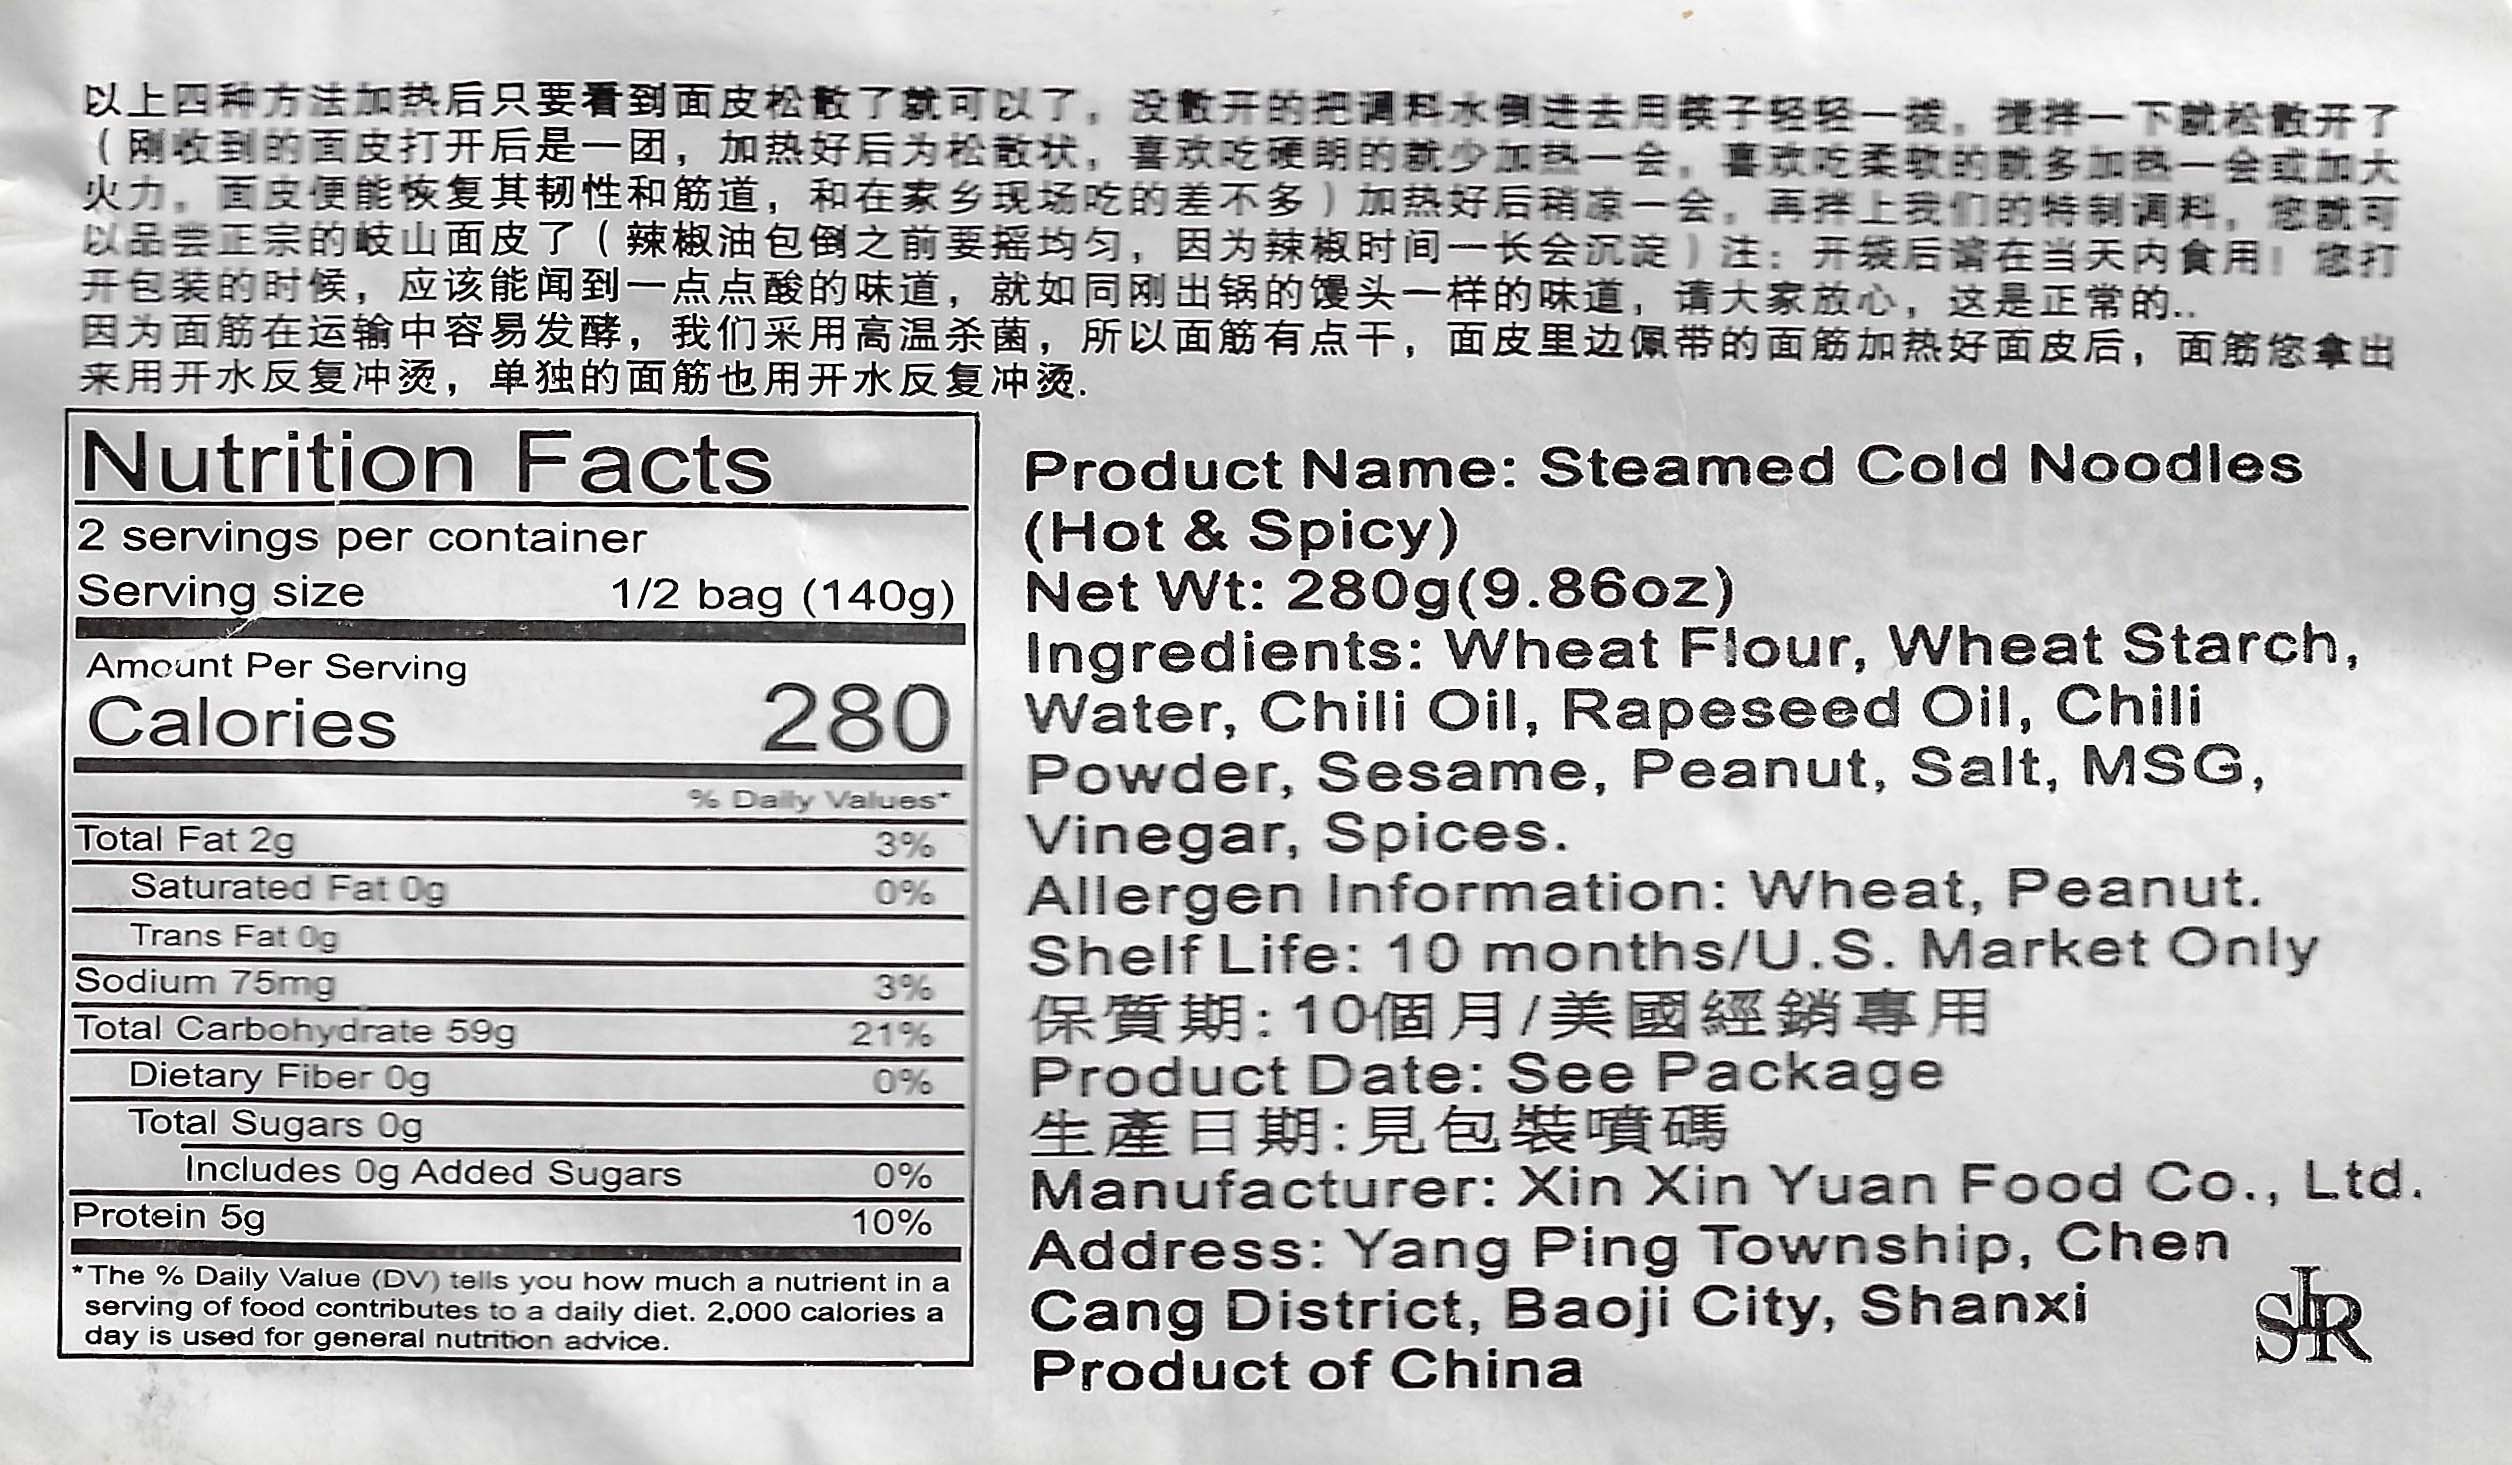 以上四种方法加热后只要看到面皮松散了就可以了，没散开的把调料水倒进去用筷子轻轻一拨，搅拌一下就松散开了
（刚收到的面皮打开后是一团，加热好后为松散状，喜欢吃硬朗的就少加热一会，喜欢吃柔软的就多加热一会或加大
火力，面皮便能恢复其韧性和筋道，和在家乡现场吃的差不多）加热好后稍凉一会，再拌上我们的特制调料，您就可
以品尝正宗的岐山面皮了（辣椒油包倒之前要摇均匀，因为辣椒时间一长会沉淀）注：开袋后请在当天内食用！您打
开包装的时候，应该能闻到一点点酸的味道，就如同刚出锅的馒头一样的味道，请大家放心，这是正常的..
因为面筋在运输中容易发酵，我们采用高温杀菌，所以面筋有点干，面皮里边佩带的面筋加热好面皮后，面筋您拿出
来用开水反复冲烫，单独的面筋也用开水反复冲烫.
Nutrition Facts
2 servings per container
Serving size 1/2 bag (140g)
Amount Per Serving
Calories 280
% Daily Values*
Total Fat 2g 3%
Saturated Fat 0g 0%
Trans Fat 0g
Sodium 75mg 3%
Total Carbohydrate 59g 21%
Dietary Fiber 0g 0%
Total Sugars 0g
Includes 0g Added Sugars 0%
Protein 5g 10%
*The % Daily Value (DV) tells you how much a nutrient in a
serving of food contributes to a daily diet. 2,000 calories a
day is used for general nutrition advice.
Product Name: Steamed Cold Noodles
(Hot & Spicy)
Net Wt: 280g(9.86oz)
Ingredients: Wheat Flour, Wheat Starch,
Water, Chili Oil, Rapeseed Oil, Chili
Powder, Sesame, Peanut, Salt, MSG,
Vinegar, Spices.
Allergen Information: Wheat, Peanut.
Shelf Life: 10 months/U.S. Market Only
保質期: 10個月/美國經銷專用
Product Date: See Package
生產日期:見包裝噴碼
Manufacturer: Xin Xin Yuan Food Co., Ltd.
Address: Yang Ping Township, Chen
Cang District, Baoji City, Shanxi
Product of China